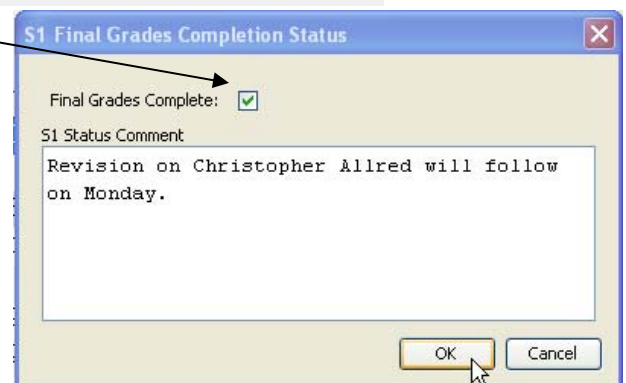 S1 Final Grades Completion Status
Final Grades Complete:
S1 Status Comment
Revision on Christopher Allred will follow
on Monday.
OK Cancel